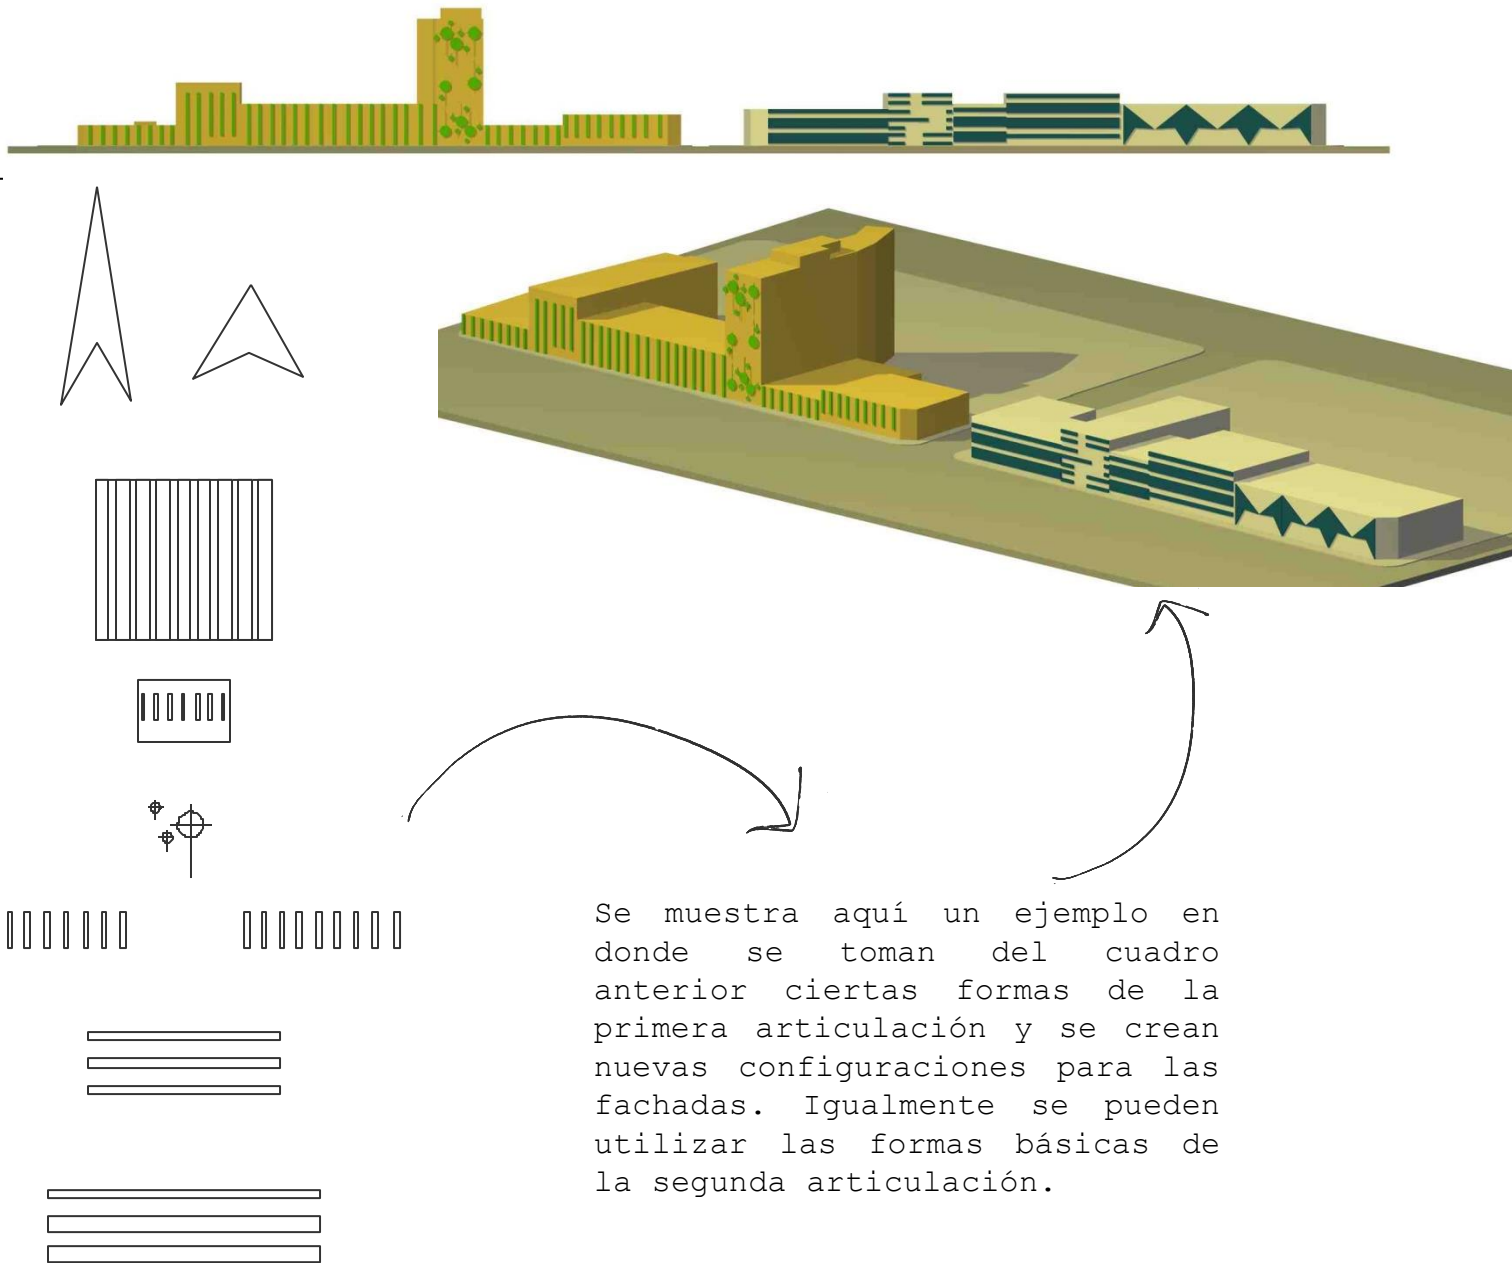 Se muestra aquí un ejemplo en
donde se toman del cuadro
anterior ciertas formas de la
primera articulación y se crean
nuevas configuraciones para las
fachadas. Igualmente se pueden
utilizar las formas básicas de
la segunda articulación.